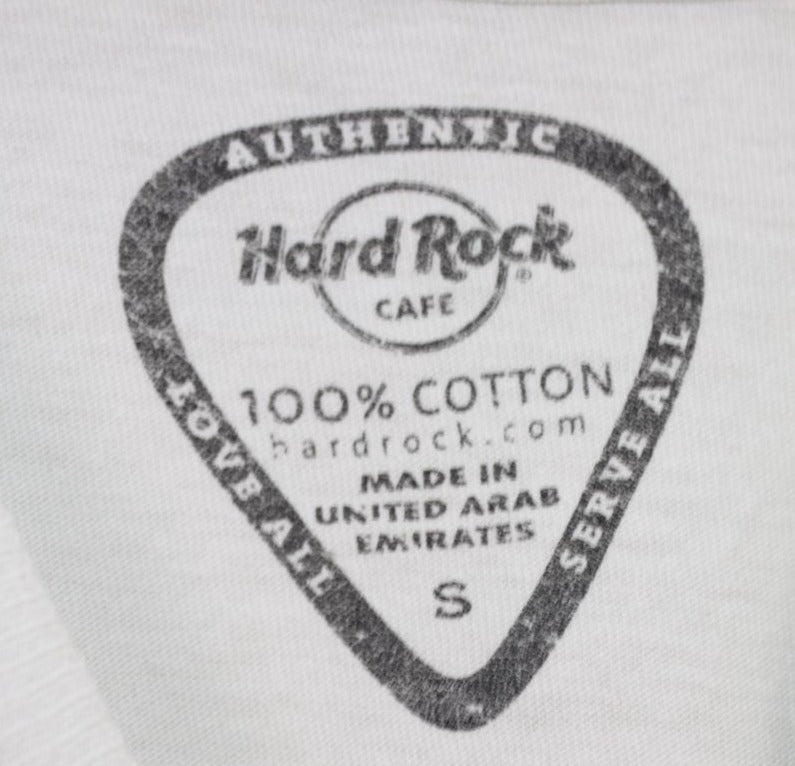 AUTHENTIC
Hard Rock ®
CAFE
100% COTTON
hardrock.com
MADE IN
UNITED ARAB
EMIRATES
S
LOVE ALL
SERVE ALL